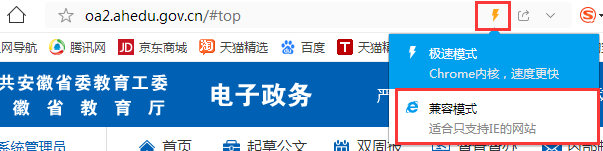 oa2.ahedu.gov.cn/#top
网导航 腾讯网 JD 京东商城 T 天猫精选 百度 T 天猫精
极速模式
Chrome内核，速度更快
兼容模式
适合只支持IE的网站
共安徽省委教育工委
安徽省教育厅
电子政务
系统管理员 首页 起草公文 双周报